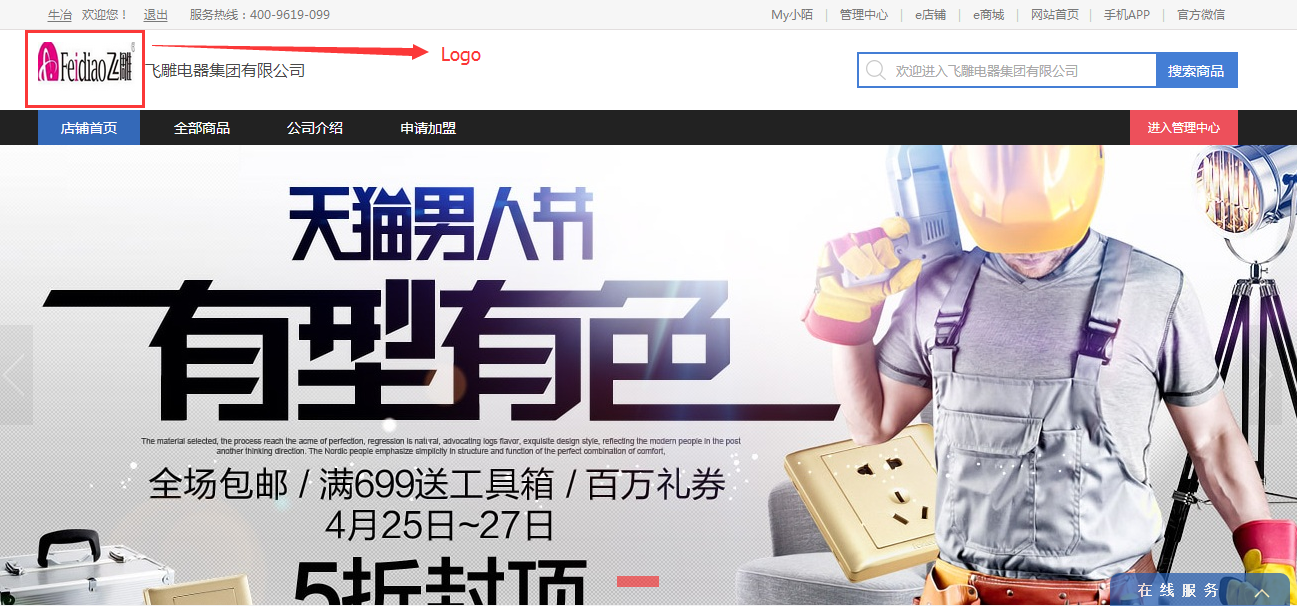 牛冶 欢迎您！ 退出 服务热线：400-9619-099 My小陌 | 管理中心 | e店铺 | e商城 | 网站首页 | 手机APP | 官方微信
Feidiao飞雕
Logo
飞雕电器集团有限公司
欢迎进入飞雕电器集团有限公司 搜索商品
店铺首页 全部商品 公司介绍 申请加盟 进入管理中心
天猫男人节
有型有色
The material selected, the process reach the acme of perfection, regression is natural, advocating logs flavor, exquisite design style, reflecting the modern people in the post
another thinking direction. The Nordic people emphasize simplicity in structure and function of the perfect combination of comfort,
全场包邮 / 满699送工具箱 / 百万礼券
4月25日~27日
5折封顶
在线服务